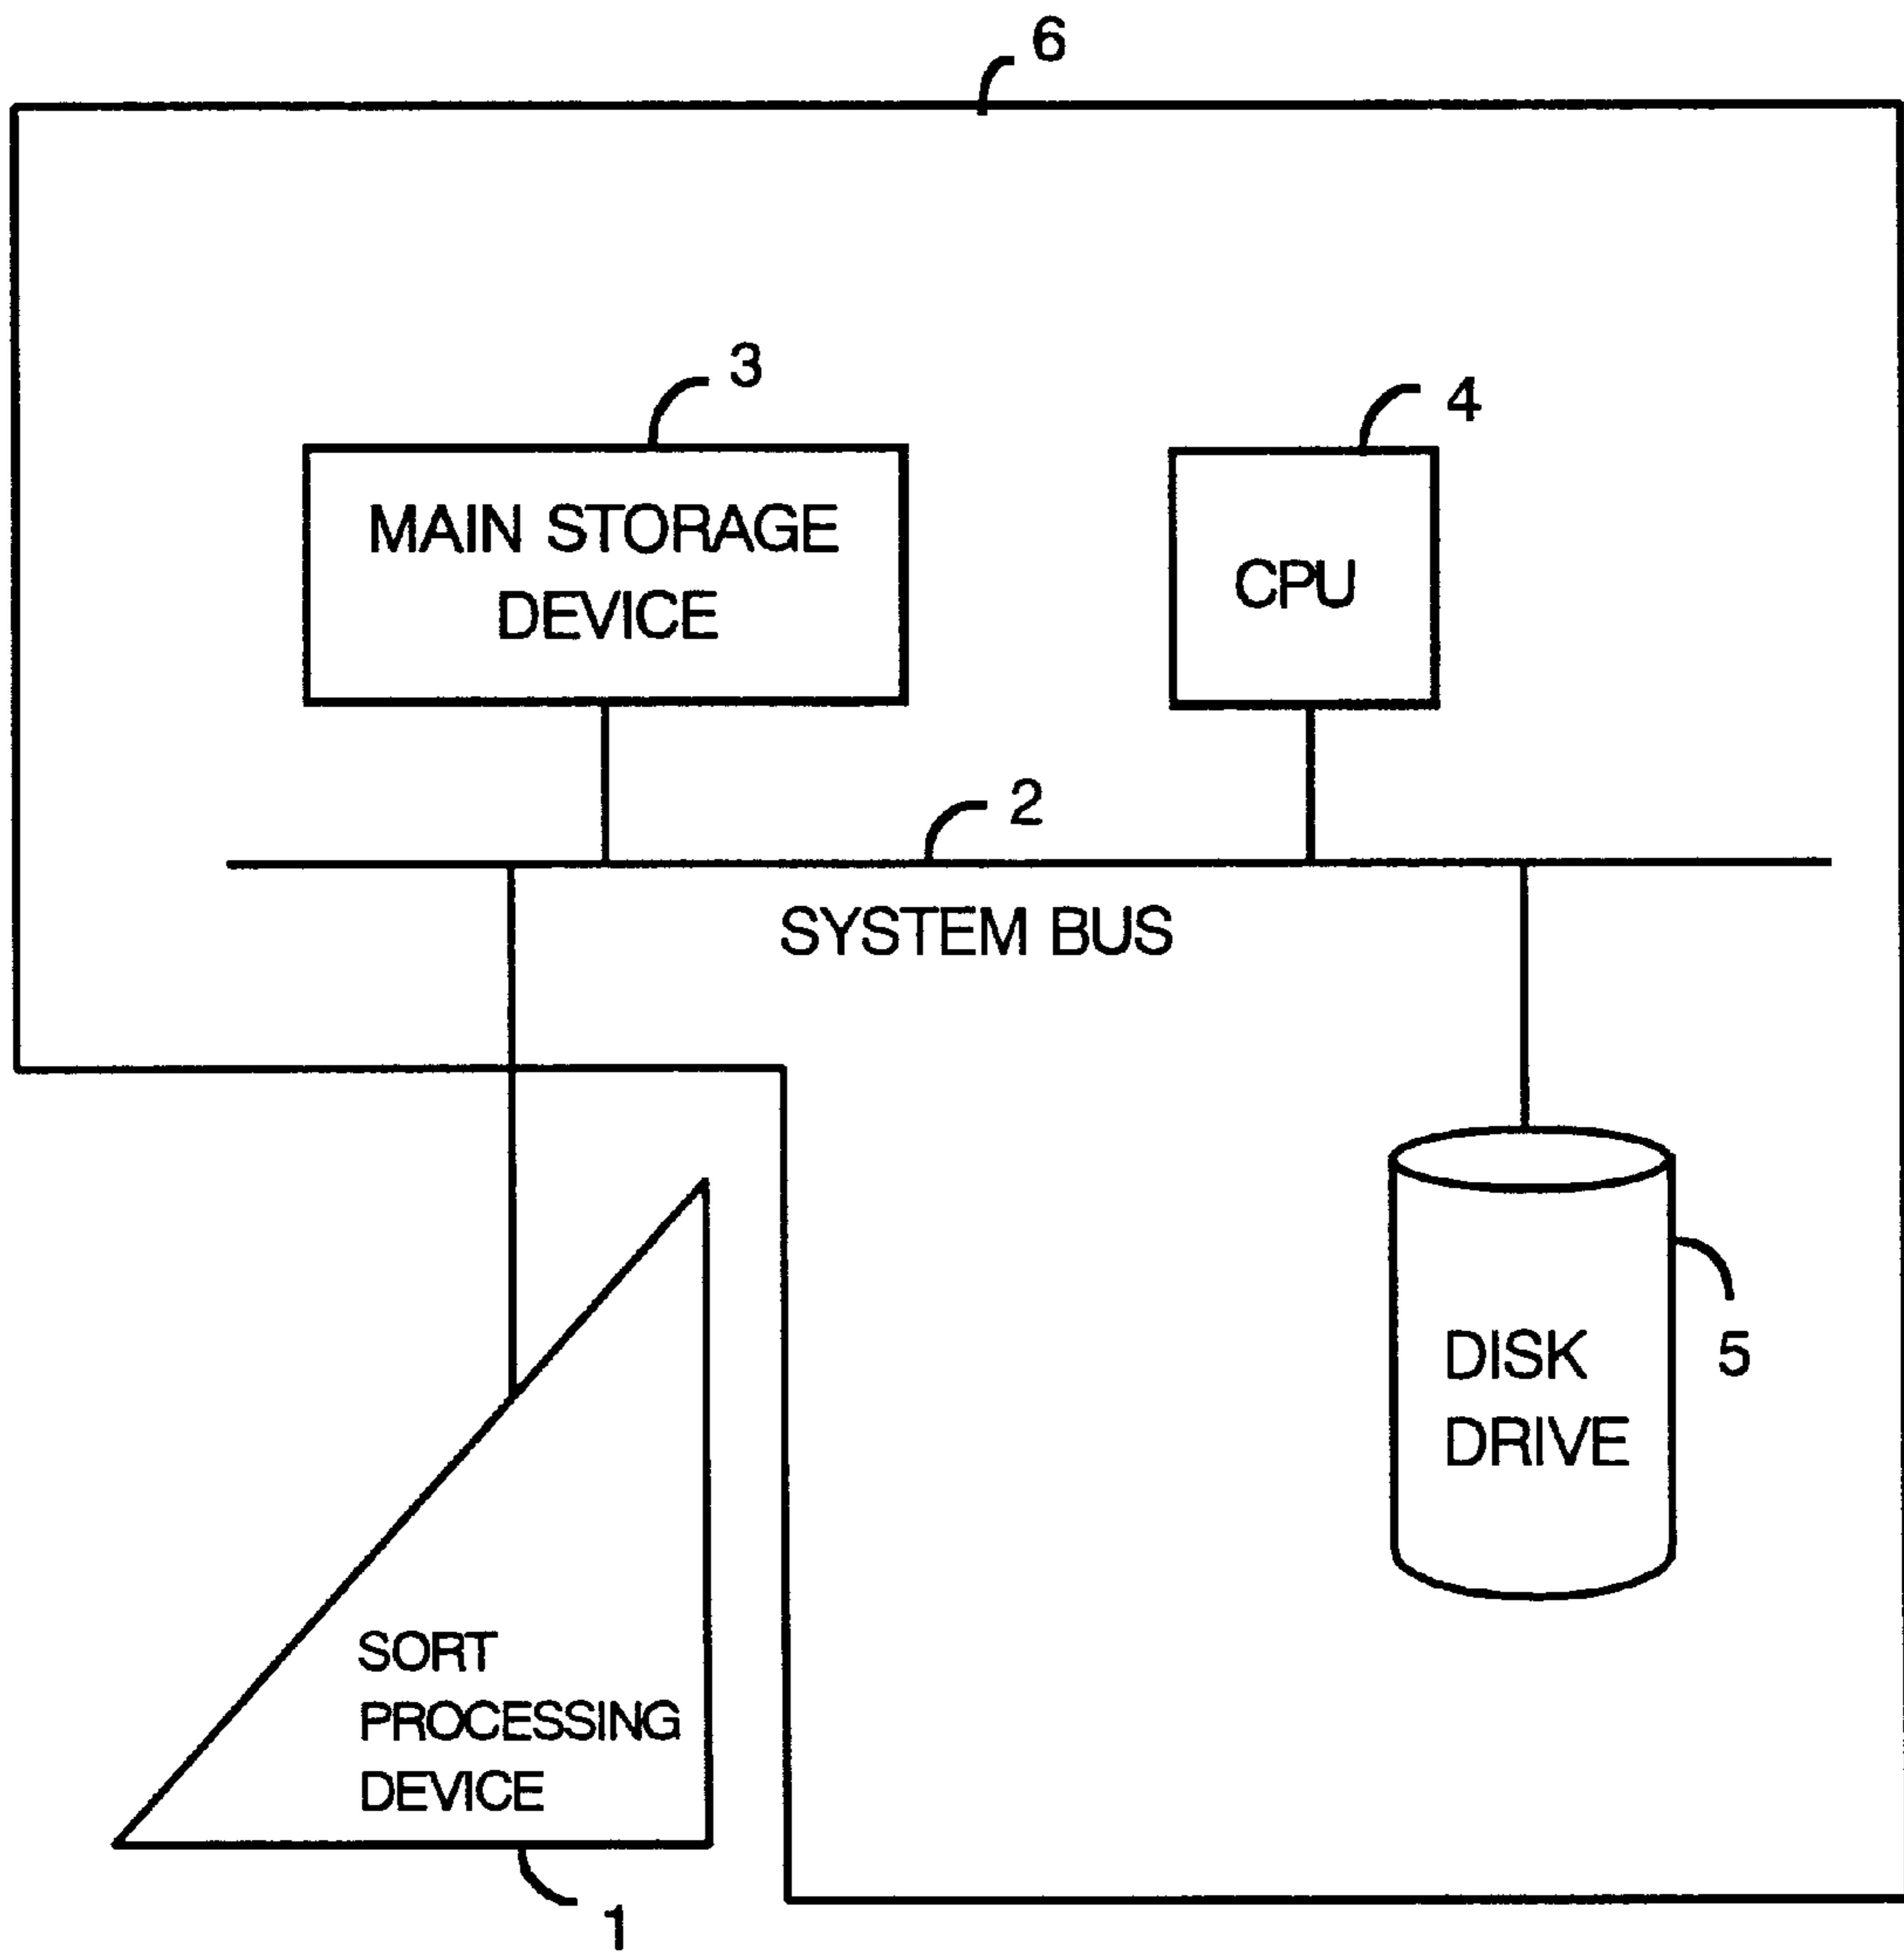 6
3
4
MAIN STORAGE
DEVICE
CPU
2
SYSTEM BUS
DISK
DRIVE
5
SORT
PROCESSING
DEVICE
1